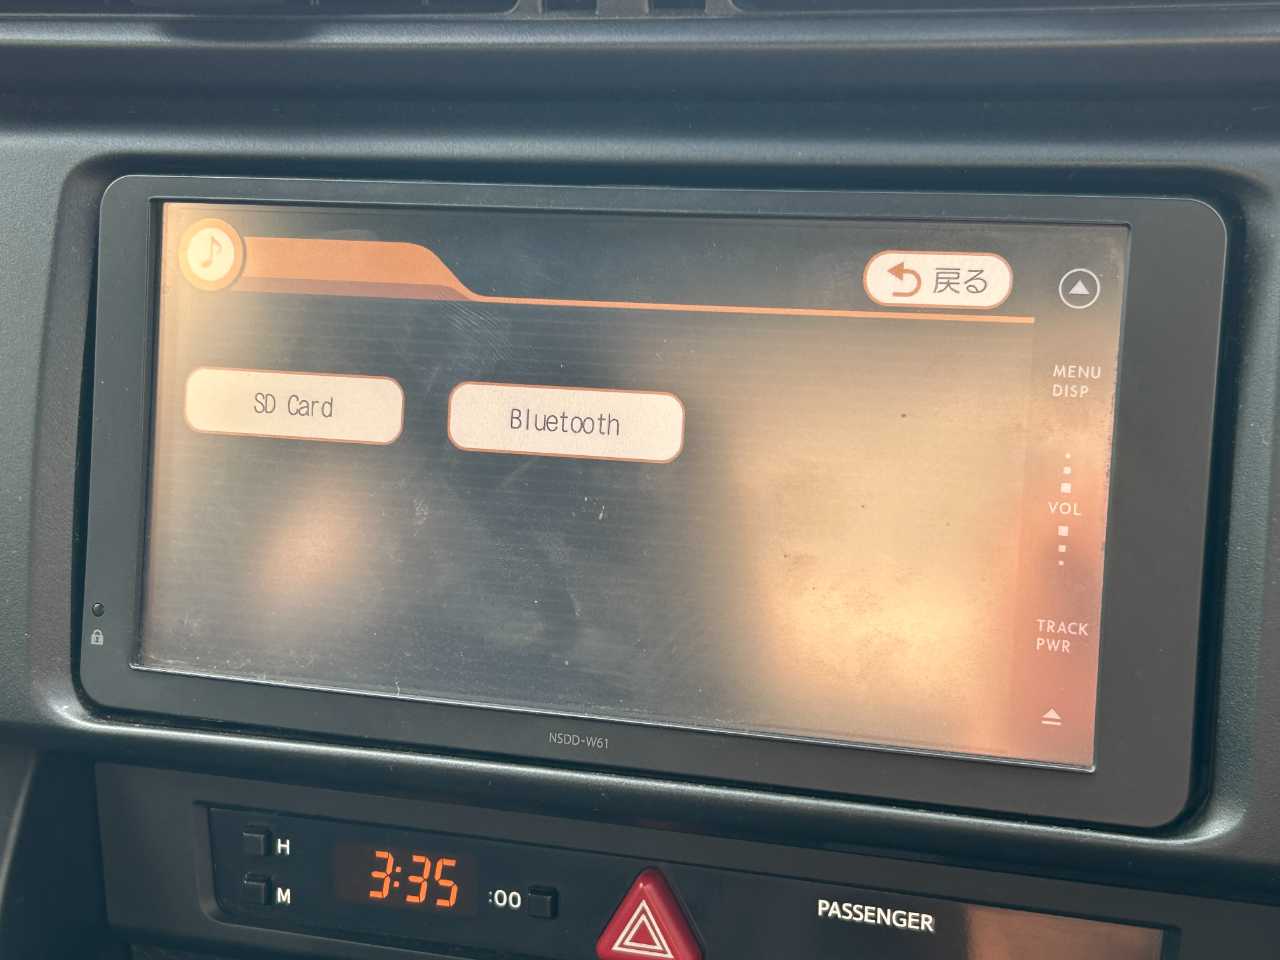 戻る
SD Card
Bluetooth
MENU
DISP
VOL
TRACK
PWR
NSDD-W61
H
M
3:35
:00
PASSENGER